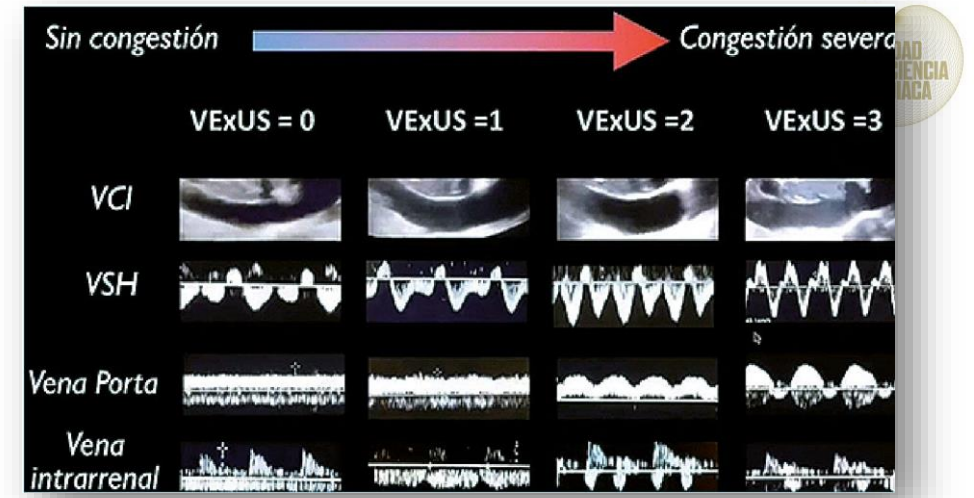 Sin congestión Congestión severa
VExUS = 0 VExUS =1 VExUS =2 VExUS =3
VCI
VSH
Vena Porta
Vena
intrarrenal